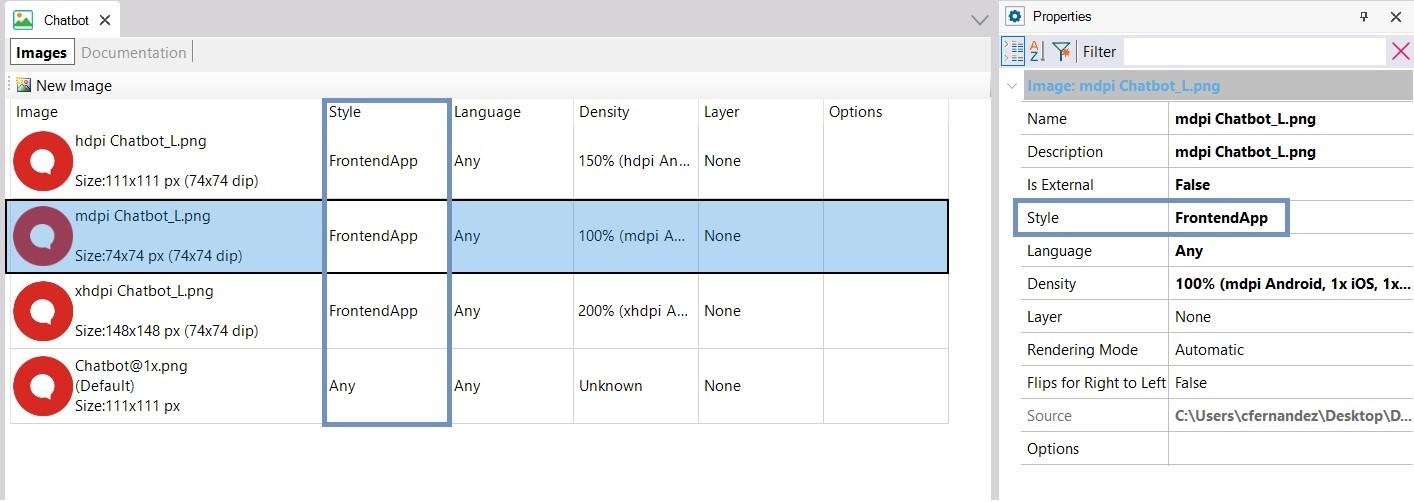 Chatbot
Images Documentation
New Image
Image Style Language Density Layer Options
hdpi Chatbot_L.png
FrontendApp Any 150% (hdpi An... None
Size:111x111 px (74x74 dip)
mdpi Chatbot_L.png
FrontendApp Any 100% (mdpi A... None
Size:74x74 px (74x74 dip)
xhdpi Chatbot_L.png
FrontendApp Any 200% (xhdpi A... None
Size:148x148 px (74x74 dip)
Chatbot@1x.png
(Default) Any Any Unknown None
Size:111x111 px
Properties
A Z Filter
Image: mdpi Chatbot_L.png
Name mdpi Chatbot_L.png
Description mdpi Chatbot_L.png
Is External False
Style FrontendApp
Language Any
Density 100% (mdpi Android, 1x iOS, 1x...
Layer None
Rendering Mode Automatic
Flips for Right to Left False
Source C:\Users\cfernandez\Desktop\D...
Options